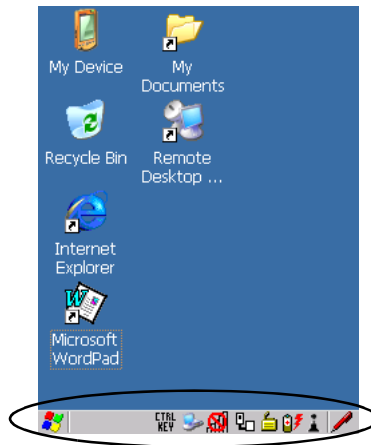 My Device
My
Documents
Recycle Bin
Remote
Desktop ...
Internet
Explorer
Microsoft
WordPad
CTRL
KEY